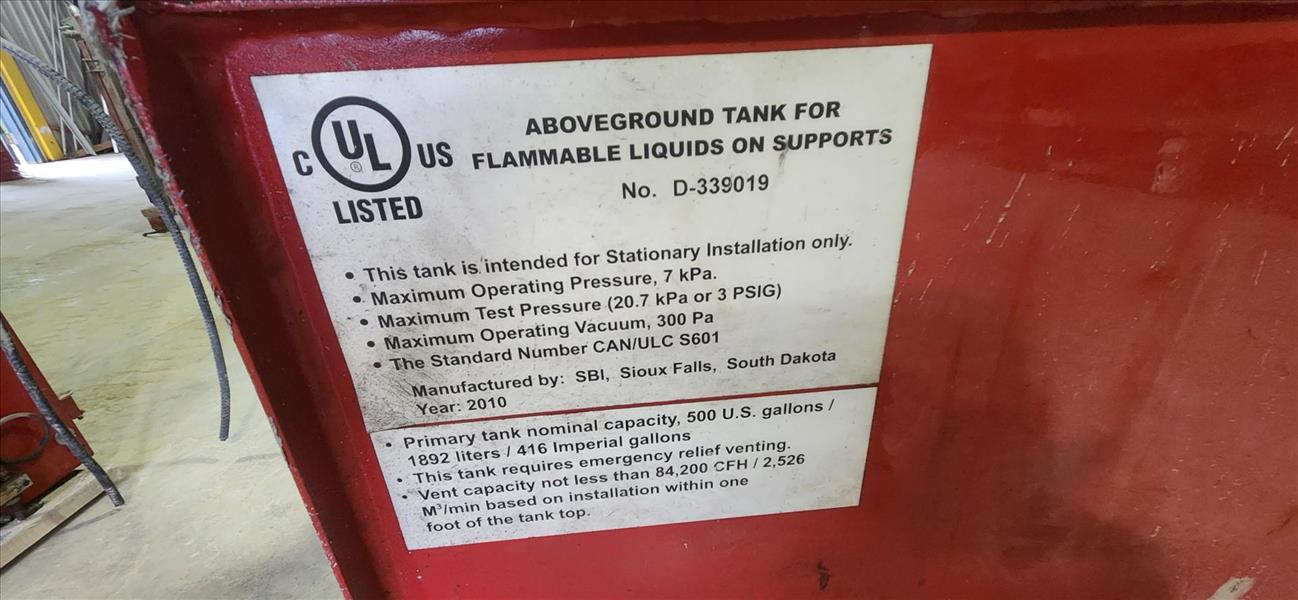 C UL ® US
LISTED
ABOVEGROUND TANK FOR
FLAMMABLE LIQUIDS ON SUPPORTS
No. D-339019
• This tank is intended for Stationary Installation only.
• Maximum Operating Pressure, 7 kPa.
• Maximum Test Pressure (20.7 kPa or 3 PSIG)
• Maximum Operating Vacuum, 300 Pa
• The Standard Number CAN/ULC S601
Manufactured by: SBI, Sioux Falls, South Dakota
Year: 2010
• Primary tank nominal capacity, 500 U.S. gallons /
1892 liters / 416 Imperial gallons
• This tank requires emergency relief venting.
• Vent capacity not less than 84,200 CFH / 2,526
M³/min based on installation within one
foot of the tank top.